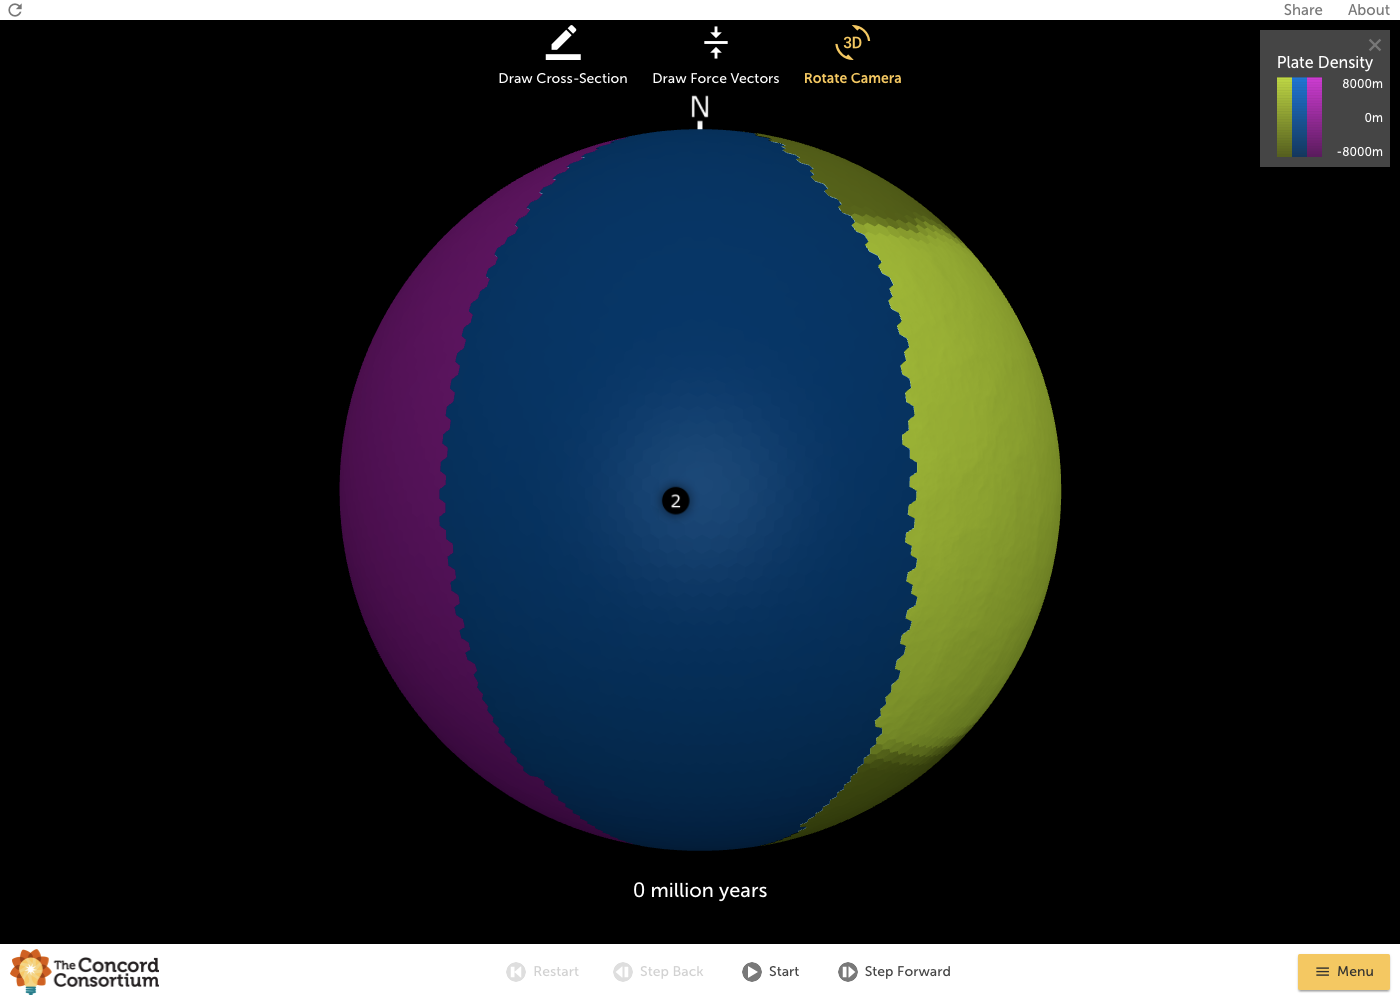 Share About
Draw Cross-Section Draw Force Vectors 3D Rotate Camera
Plate Density
8000m
0m
-8000m
N
2
0 million years
The Concord
Consortium
Restart Step Back Start Step Forward Menu